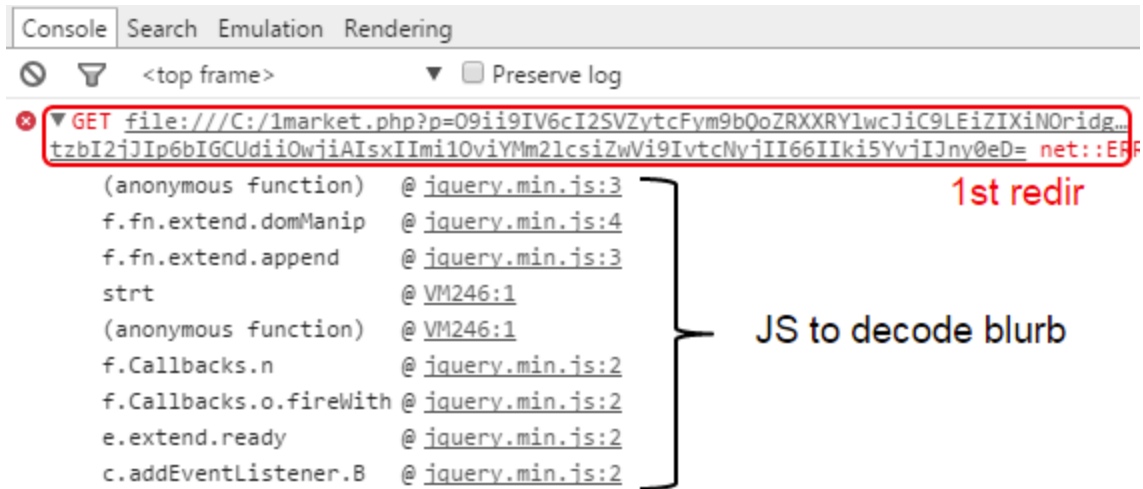 Console Search Emulation Rendering
<top frame> ▼ Preserve log
▼ GET file:///C:/1market.php?p=O9ii9IV6cI2SVZytcFym9bQoZRXXRYlwcJiC9LEiZIXiNOridg…
tzbI2jJIp6bIGCUdiiOwjiAIsxIImi1OviYMm2lcsiZwVi9IvtcNyjII66IIki5YvjIJny0eD= net::ERR
(anonymous function) @ jquery.min.js:3
1st redir
f.fn.extend.domManip @ jquery.min.js:4
f.fn.extend.append @ jquery.min.js:3
strt @ VM246:1
(anonymous function) @ VM246:1
JS to decode blurb
f.Callbacks.n @ jquery.min.js:2
f.Callbacks.o.fireWith @ jquery.min.js:2
e.extend.ready @ jquery.min.js:2
c.addEventListener.B @ jquery.min.js:2